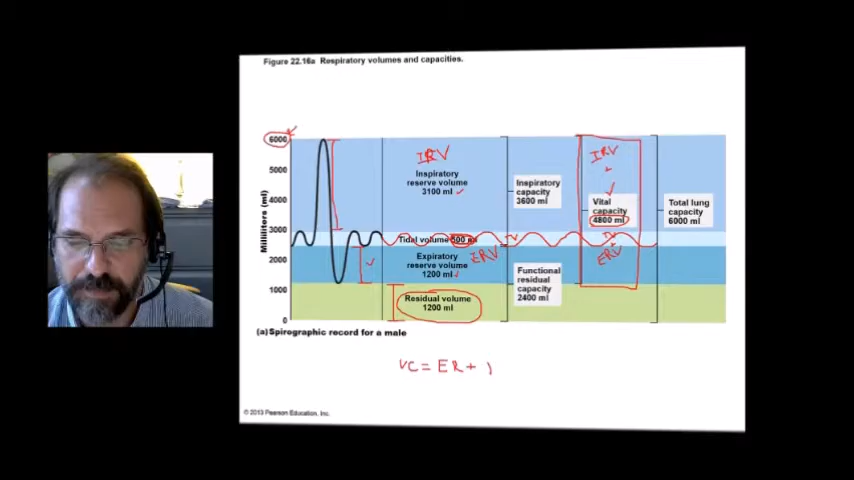 Figure 22.16a Respiratory volumes and capacities.
6000
5000
4000
3000
2000
1000
0
Milliliters (ml)
IRV
Inspiratory
reserve volume
3100 ml
Tidal volume 500 ml
Expiratory
reserve volume
1200 ml
ERV
Residual volume
1200 ml
Inspiratory
capacity
3600 ml
TV
Functional
residual
capacity
2400 ml
IRV
+
Vital
capacity
4800 ml
TV
+
ERV
Total lung
capacity
6000 ml
(a) Spirographic record for a male
VC = ER +
© 2013 Pearson Education, Inc.